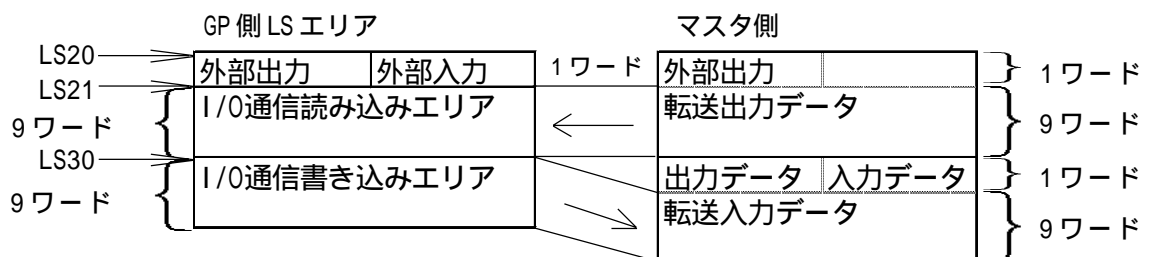 GP側LSエリア マスタ側
LS20 外部出力 外部入力 1ワード 外部出力 1ワード
LS21 I/O通信読み込みエリア 転送出力データ
9ワード 9ワード
LS30 I/O通信書き込みエリア 出力データ 入力データ 1ワード
9ワード 転送入力データ 9ワード